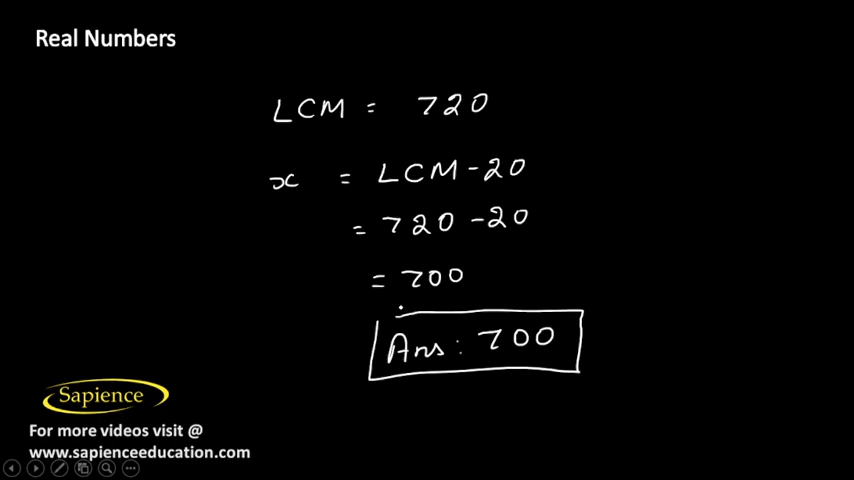 Real Numbers
LCM = 720
x = LCM - 20
= 720 - 20
= 700
Ans: 700
Sapience
For more videos visit @
www.sapienceeducation.com